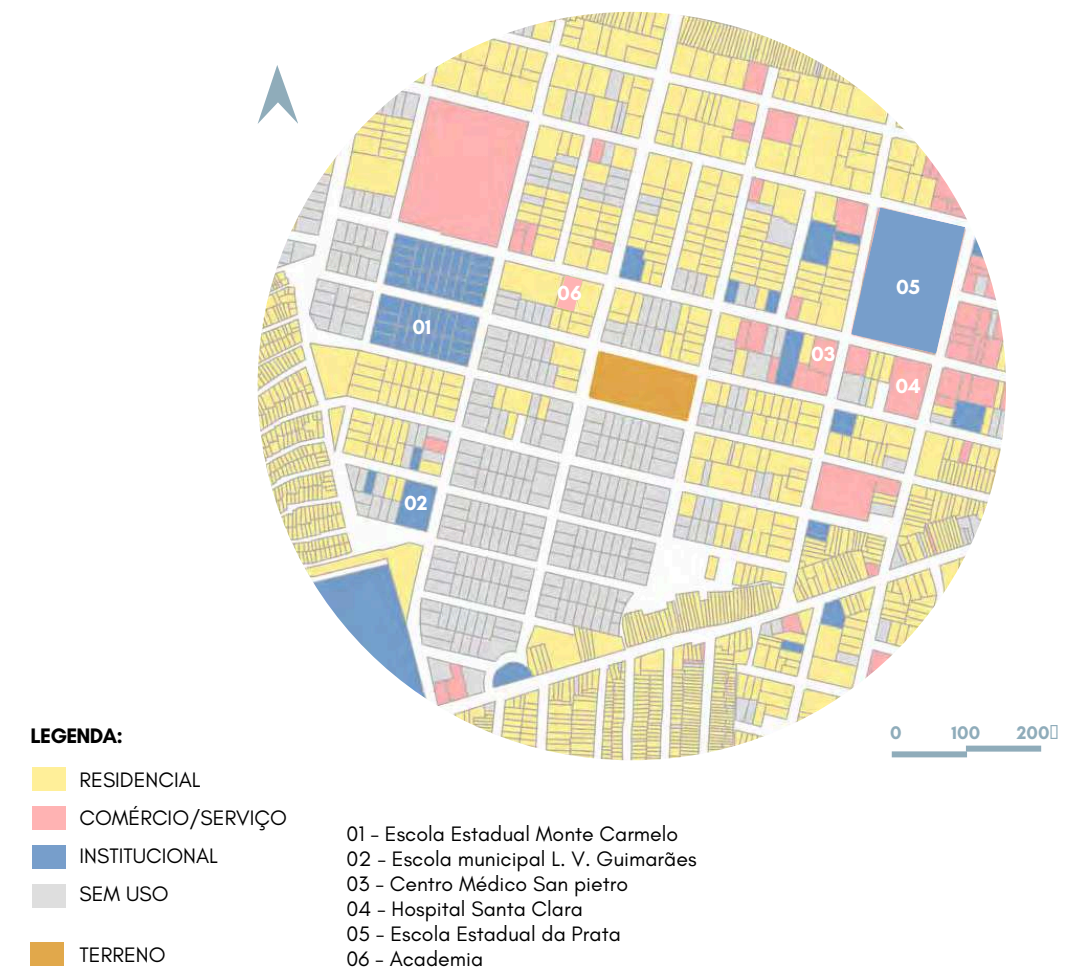 06
05
01
03
04
02
0 100 200
LEGENDA:
RESIDENCIAL
COMÉRCIO/SERVIÇO
INSTITUCIONAL
SEM USO
TERRENO
01 - Escola Estadual Monte Carmelo
02 - Escola municipal L. V. Guimarães
03 - Centro Médico San pietro
04 - Hospital Santa Clara
05 - Escola Estadual da Prata
06 - Academia